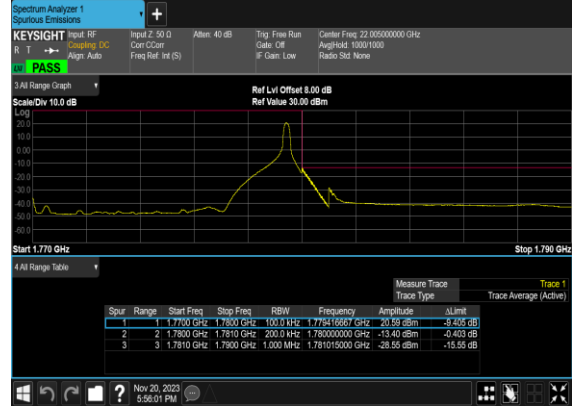 Spectrum Analyzer 1
Spurious Emissions
KEYSIGHT Input: RF Input Z: 50 Ω Atten: 40 dB Trig: Free Run Center Freq: 22.005000000 GHz
R T Coupling: DC Corr CCorr Gate: Off Avg|Hold: 1000/1000
Align: Auto Freq Ref: Int (S) IF Gain: Low Radio Std: None
PASS
3 All Range Graph
Ref Lvl Offset 8.00 dB
Scale/Div 10.0 dB Ref Value 30.00 dBm
Log
20.0
10.0
0.00
-10.0
-20.0
-30.0
-40.0
-50.0
-60.0
Start 1.770 GHz Stop 1.790 GHz
4 All Range Table
Measure Trace Trace 1
Trace Type Trace Average (Active)
Spur Range Start Freq Stop Freq RBW Frequency Amplitude ΔLimit
1 1 1.7700 GHz 1.7800 GHz 100.0 kHz 1.779416667 GHz 20.59 dBm -9.405 dB
2 2 1.7800 GHz 1.7810 GHz 200.0 kHz 1.780000000 GHz -13.40 dBm -0.403 dB
3 3 1.7810 GHz 1.7900 GHz 1.000 MHz 1.781015000 GHz -28.55 dBm -15.55 dB
Nov 20, 2023
5:56:01 PM